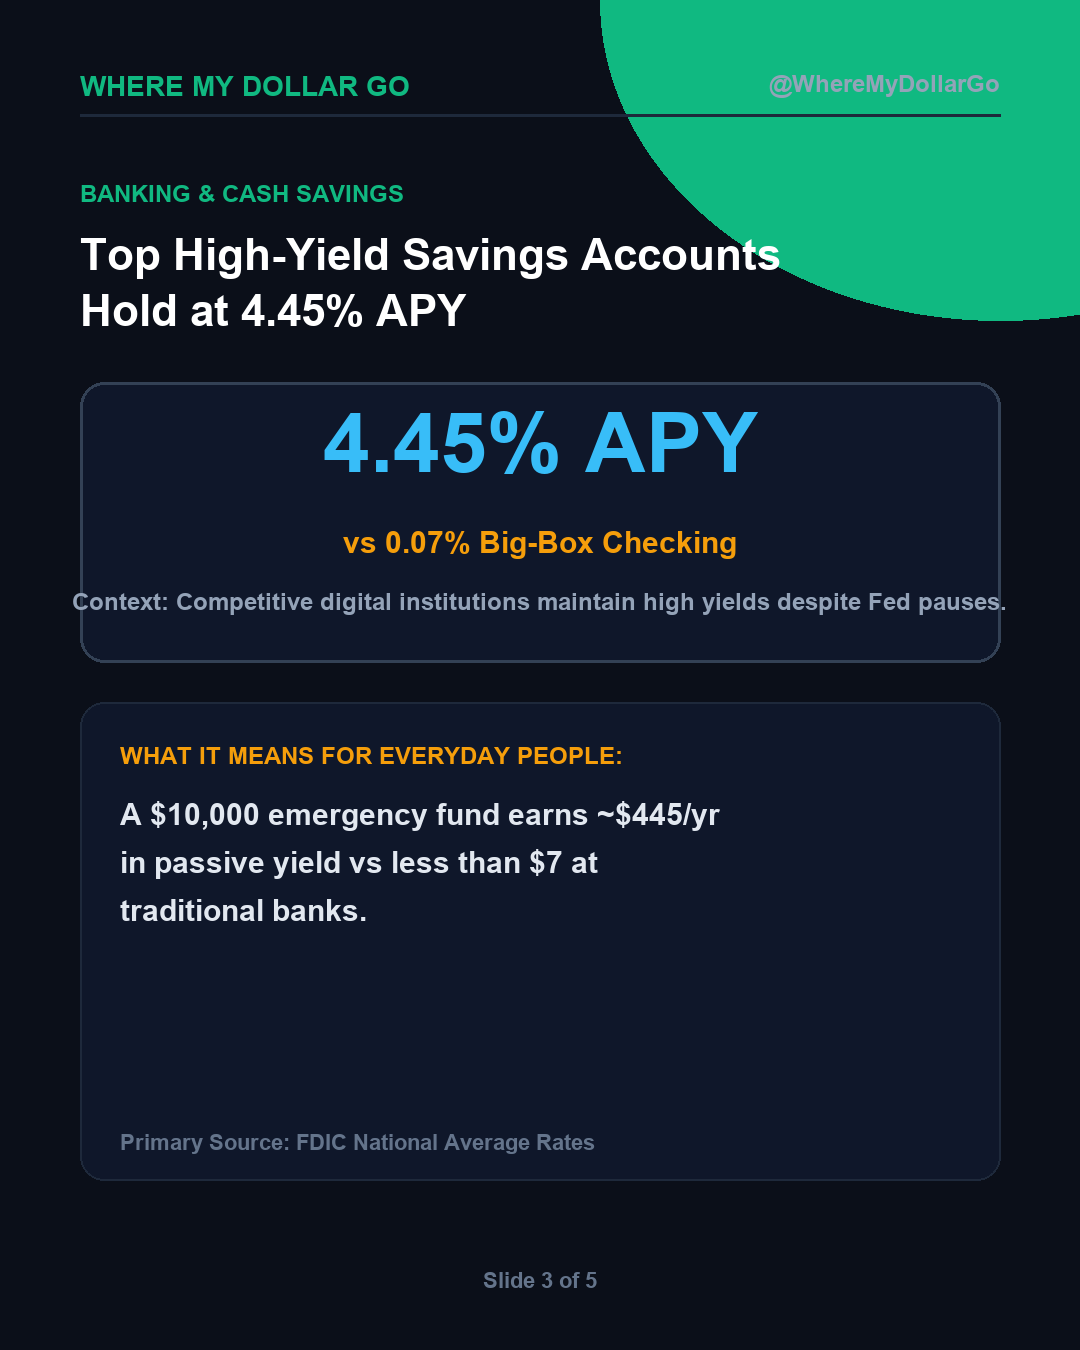 WHERE MY DOLLAR GO
@WhereMyDollarGo
BANKING & CASH SAVINGS
Top High-Yield Savings Accounts
Hold at 4.45% APY
4.45% APY
vs 0.07% Big-Box Checking
Context: Competitive digital institutions maintain high yields despite Fed pauses.
WHAT IT MEANS FOR EVERYDAY PEOPLE:
A $10,000 emergency fund earns ~$445/yr
in passive yield vs less than $7 at
traditional banks.
Primary Source: FDIC National Average Rates
Slide 3 of 5